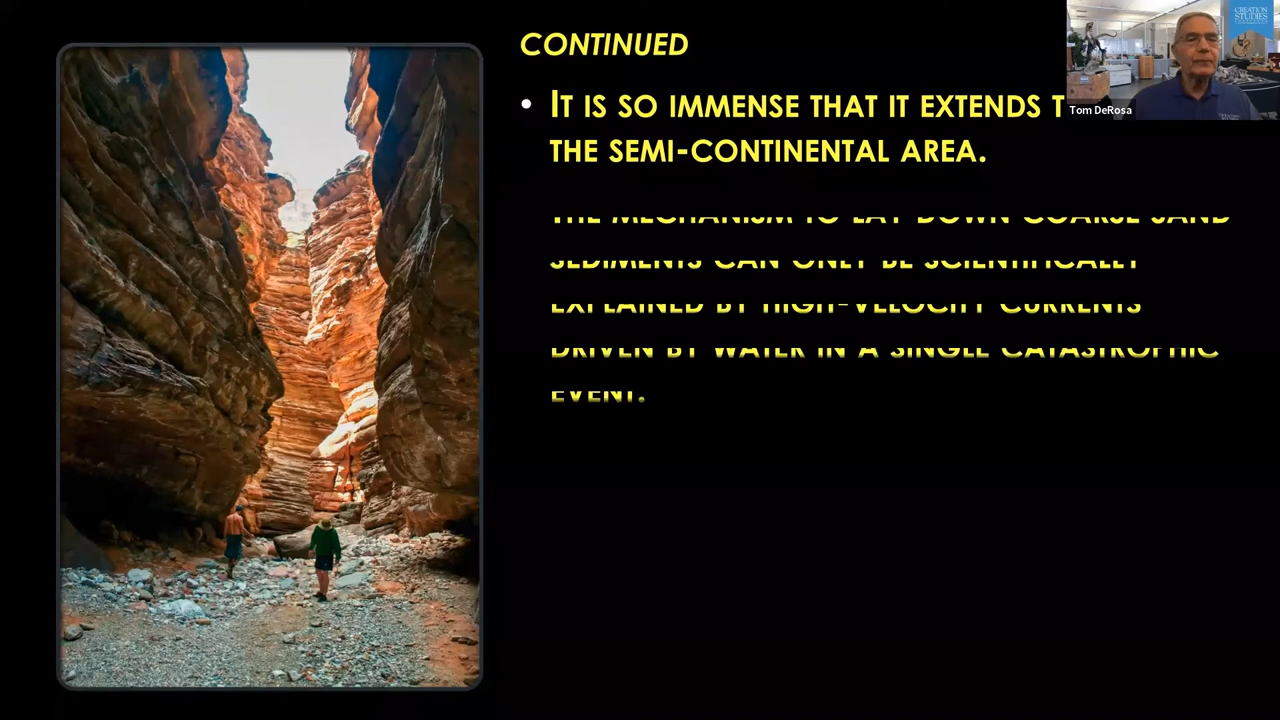 CONTINUED
• IT IS SO IMMENSE THAT IT EXTENDS
THE SEMI-CONTINENTAL AREA.
THE MECHANISM TO LAY DOWN COARSE SAND
SEDIMENTS CAN ONLY BE SCIENTIFICALLY
EXPLAINED BY HIGH-VELOCITY CURRENTS
DRIVEN BY WATER IN A SINGLE CATASTROPHIC
EVENT.
CREATION
STUDIES
Tom DeRosa